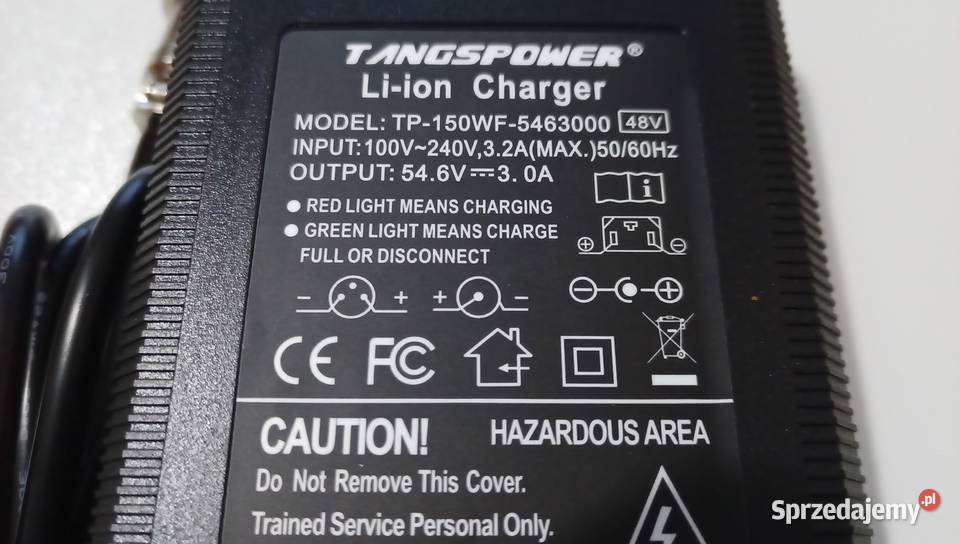 TANGSPOWER®
Li-ion Charger
MODEL: TP-150WF-5463000 48V
INPUT:100V~240V,3.2A(MAX.)50/60Hz
OUTPUT: 54.6V⎓3.0A
● RED LIGHT MEANS CHARGING
● GREEN LIGHT MEANS CHARGE
FULL OR DISCONNECT
CE FC
CAUTION! HAZARDOUS AREA
Do Not Remove This Cover.
Trained Service Personal Only.
Sprzedajemy.pl